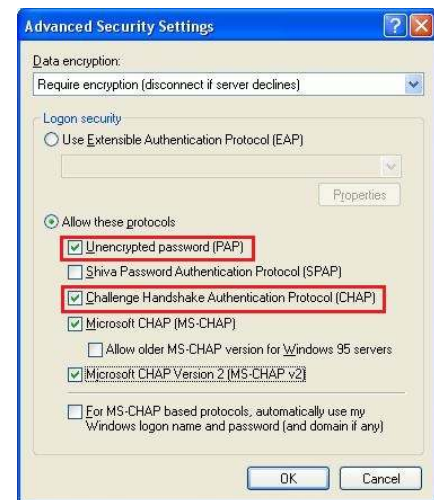 Advanced Security Settings
Data encryption:
Require encryption (disconnect if server declines)
Logon security
Use Extensible Authentication Protocol (EAP)
Properties
Allow these protocols
Unencrypted password (PAP)
Shiva Password Authentication Protocol (SPAP)
Challenge Handshake Authentication Protocol (CHAP)
Microsoft CHAP (MS-CHAP)
Allow older MS-CHAP version for Windows 95 servers
Microsoft CHAP Version 2 (MS-CHAP v2)
For MS-CHAP based protocols, automatically use my
Windows logon name and password (and domain if any)
OK
Cancel